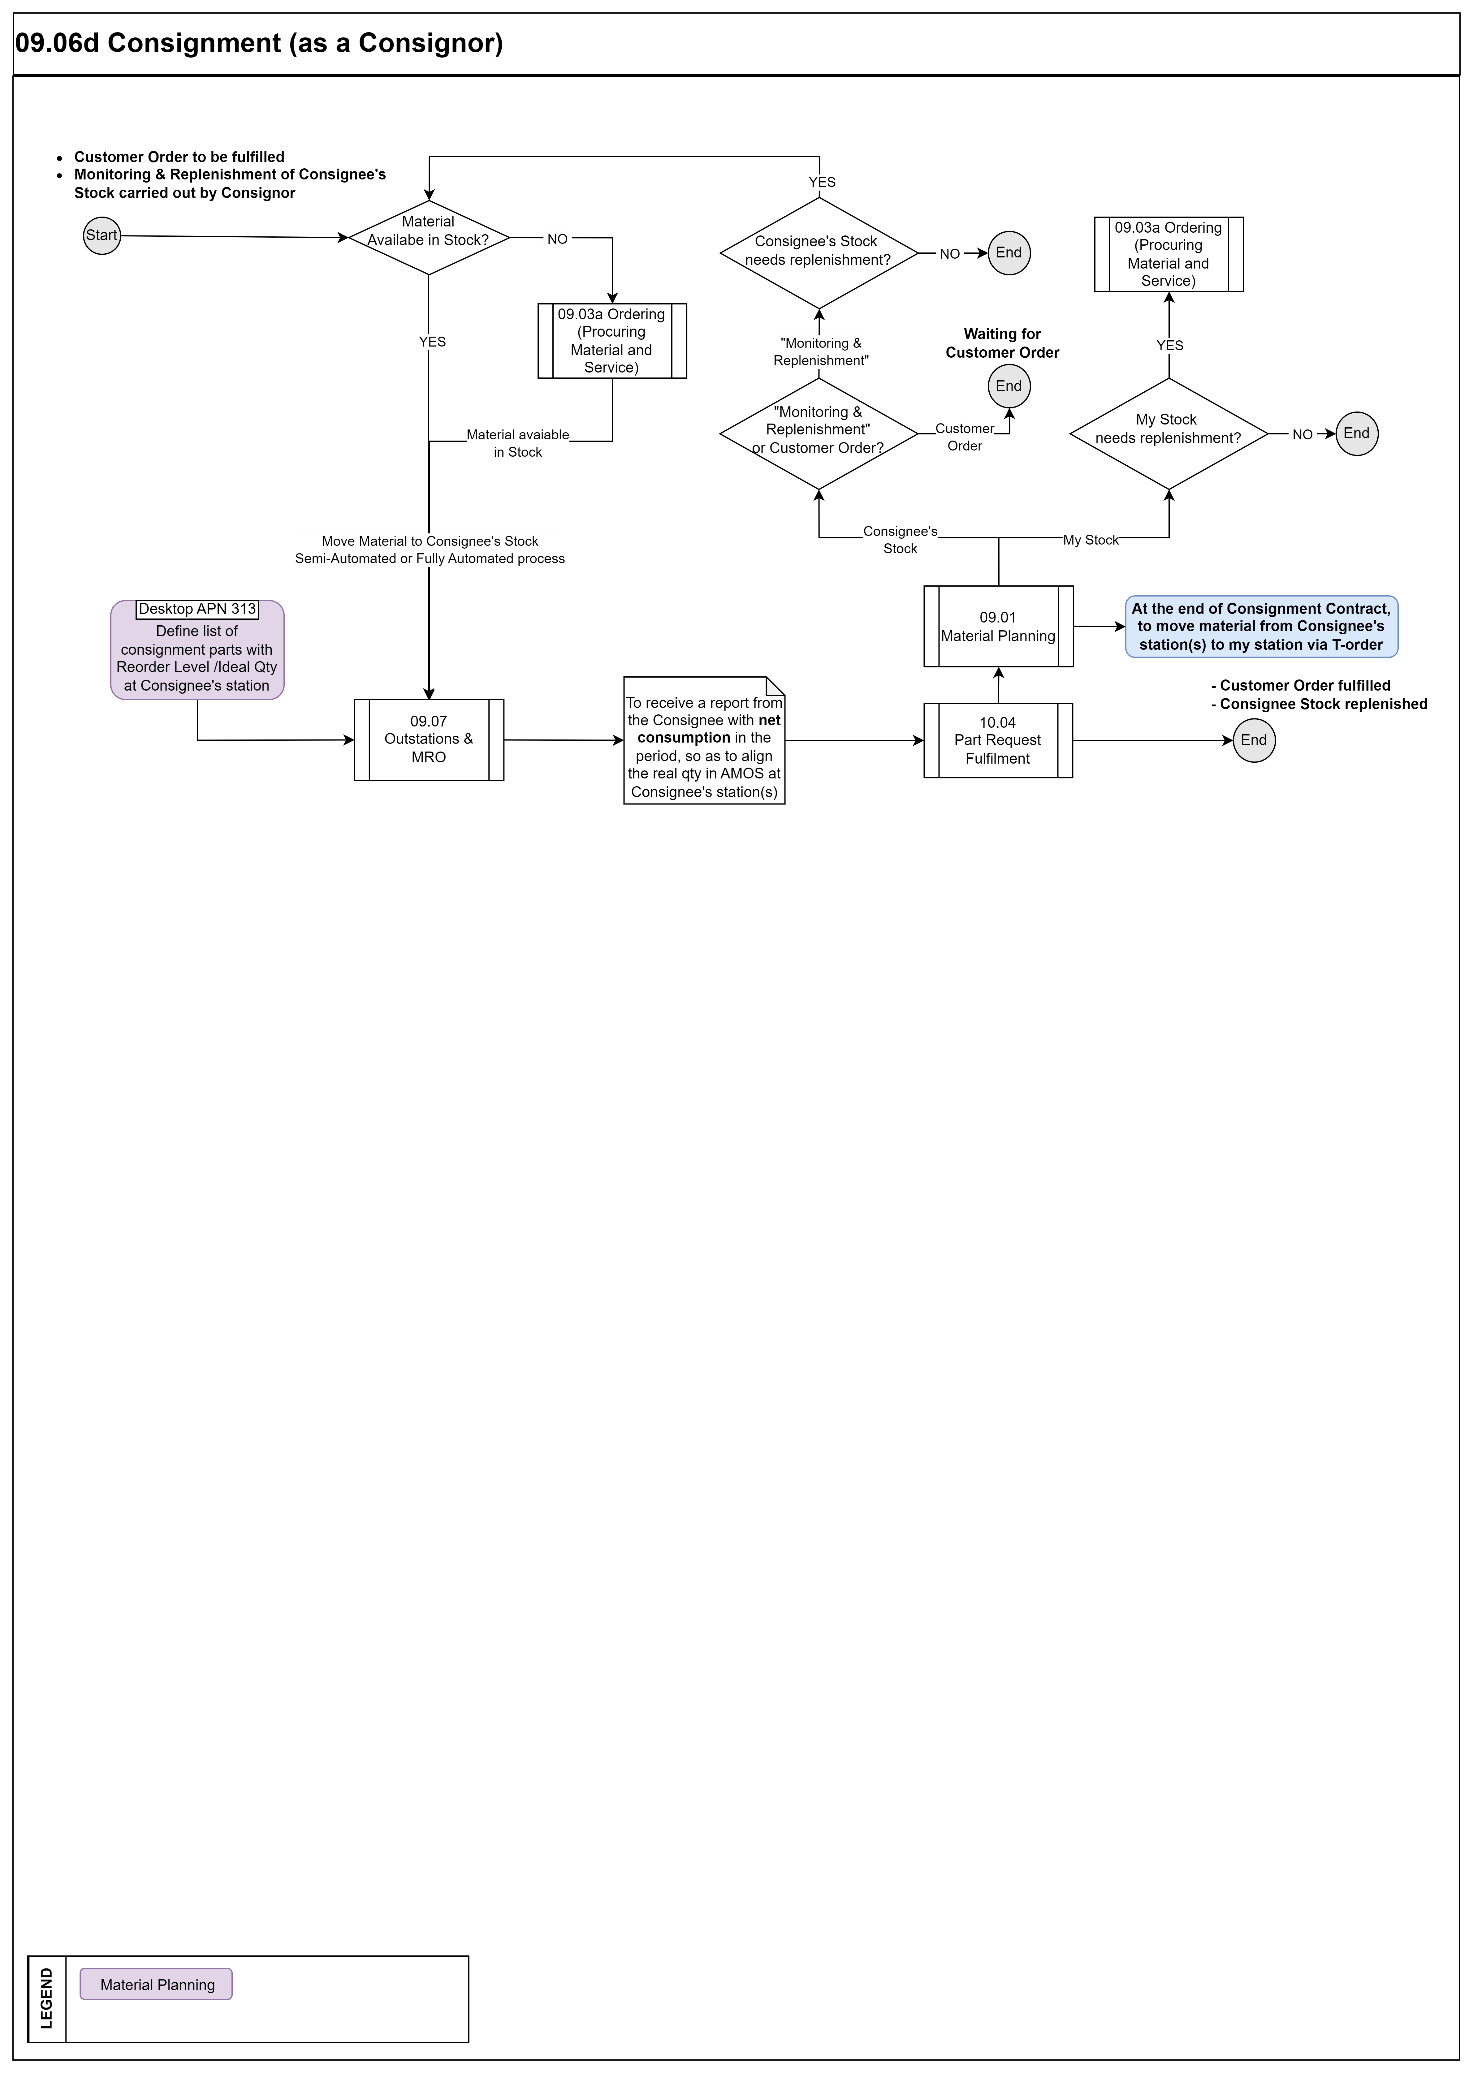 09.06d Consignment (as a Consignor)
• Customer Order to be fulfilled
• Monitoring & Replenishment of Consignee's
Stock carried out by Consignor
Start
Material
Availabe in Stock?
NO
YES
09.03a Ordering
(Procuring
Material and
Service)
Material avaiable
in Stock
Move Material to Consignee's Stock
Semi-Automated or Fully Automated process
YES
Consignee's Stock
needs replenishment?
NO
End
"Monitoring &
Replenishment"
"Monitoring &
Replenishment"
or Customer Order?
Customer
Order
Waiting for
Customer Order
End
09.03a Ordering
(Procuring
Material and
Service)
YES
My Stock
needs replenishment?
NO
End
Consignee's
Stock
My Stock
09.01
Material Planning
At the end of Consignment Contract,
to move material from Consignee's
station(s) to my station via T-order
Desktop APN 313
Define list of
consignment parts with
Reorder Level /Ideal Qty
at Consignee's station
09.07
Outstations &
MRO
To receive a report from
the Consignee with net
consumption in the
period, so as to align
the real qty in AMOS at
Consignee's station(s)
10.04
Part Request
Fulfilment
- Customer Order fulfilled
- Consignee Stock replenished
End
LEGEND
Material Planning